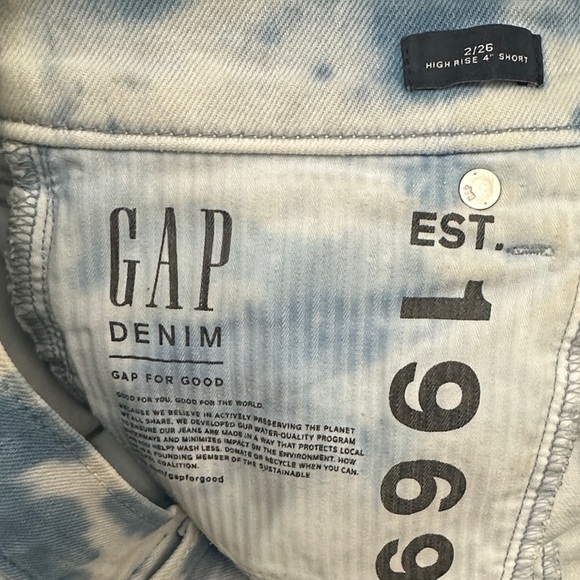 2/26
HIGH RISE 4" SHORT
GAP
DENIM
GAP FOR GOOD
GOOD FOR YOU, GOOD FOR THE WORLD.
BECAUSE WE BELIEVE IN ACTIVELY PRESERVING THE PLANET
WE ALL SHARE, WE DEVELOPED OUR WATER-QUALITY PROGRAM
TO ENSURE OUR JEANS ARE MADE IN A WAY THAT PROTECTS LOCAL
AND MINIMIZES IMPACT ON THE ENVIRONMENT. HOW
HELP? WASH LESS. DONATE OR RECYCLE WHEN YOU CAN.
FOUNDING MEMBER OF THE SUSTAINABLE
COALITION.
/gapforgood
EST.
1969